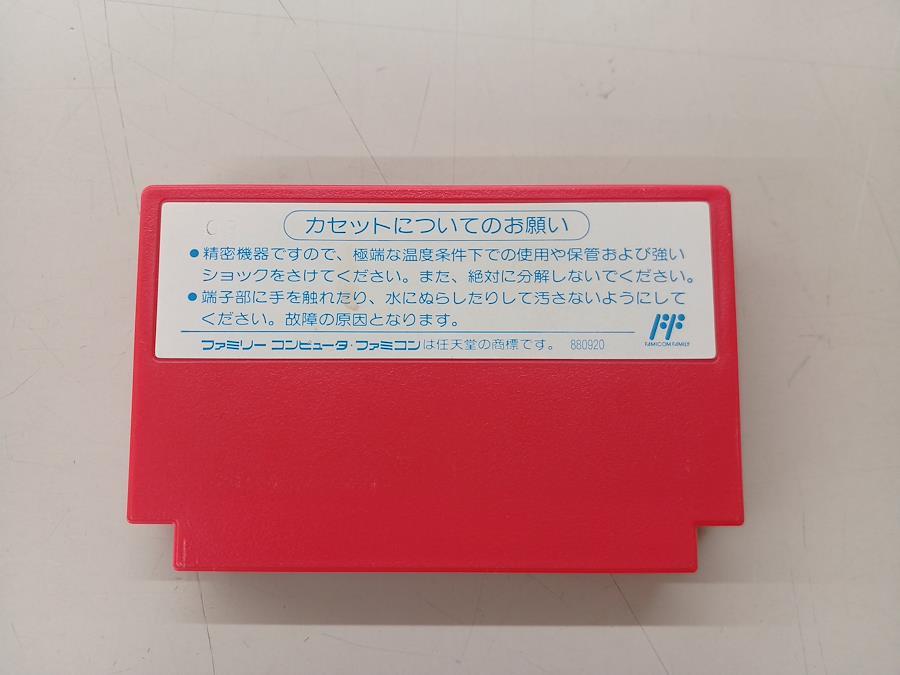 カセットについてのお願い
●精密機器ですので、極端な温度条件下での使用や保管および強い
ショックをさけてください。また、絶対に分解しないでください。
●端子部に手を触れたり、水にぬらしたりして汚さないようにして
ください。故障の原因となります。
FAMICOM FAMILY
ファミリー コンピュータ・ファミコンは任天堂の商標です。 880920